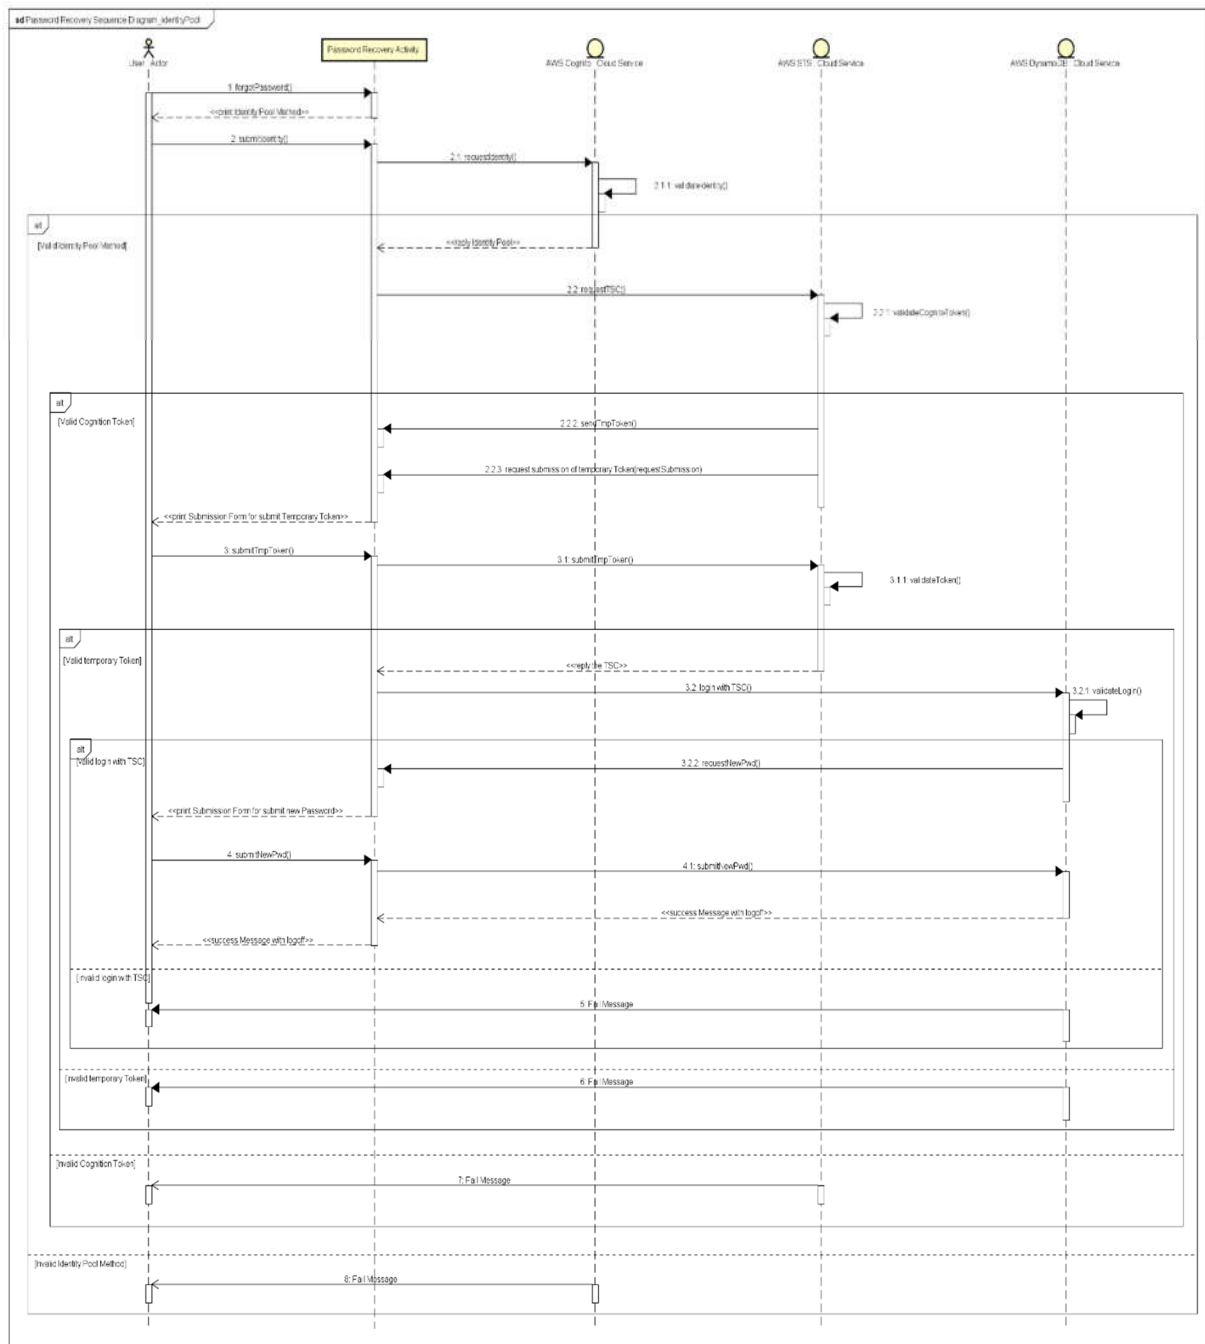 sd Password Recovery Sequence Diagram_IdentityPool
User : Actor
Password Recovery Activity
AWS Cognito : Cloud Service
AWS STS : Cloud Service
AWS DynamoDB : Cloud Service
1: forgotPassword()
<<print Identity Pool Method>>
2: submitIdentity()
2.1: requestIdentity()
2.1.1: validateIdentity()
alt
[Valid Identity Pool Method]
<<reply Identity Pool>>
2.2: requestTSC()
2.2.1: validateCognitoToken()
alt
[Valid Cognition Token]
2.2.2: sendTmpToken()
2.2.3: request submission of temporary Token(requestSubmission)
<<print Submission Form for submit Temporary Token>>
3: submitTmpToken()
3.1: submitTmpToken()
3.1.1: validateToken()
alt
[Valid temporary Token]
<<reply the TSC>>
3.2: login with TSC()
3.2.1: validateLogin()
alt
[Valid login with TSC]
3.2.2: requestNewPwd()
<<print Submission Form for submit new Password>>
4: submitNewPwd()
4.1: submitNewPwd()
<<success Message with logoff>>
<<success Message with logoff>>
[Invalid login with TSC]
5: Fail Message
[Invalid temporary Token]
6: Fail Message
[Invalid Cognition Token]
7: Fail Message
[Invalid Identity Pool Method]
8: Fail Message